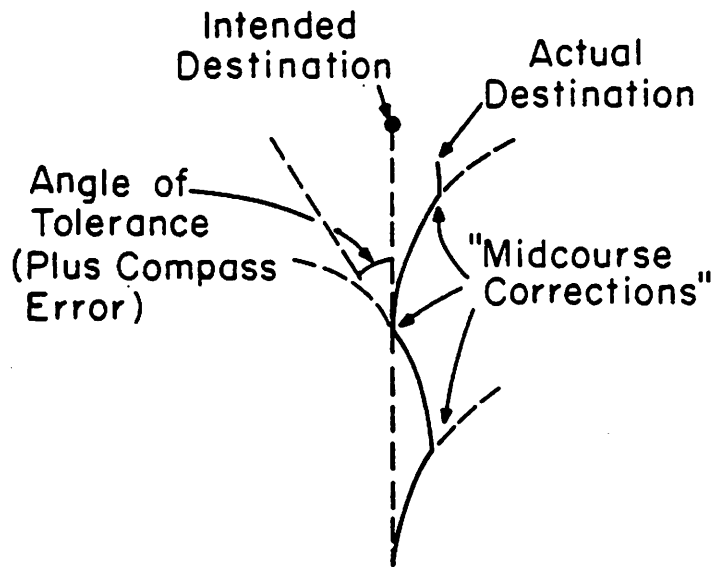 Intended
Destination
Actual
Destination
Angle of
Tolerance
(Plus Compass
Error)
"Midcourse
Corrections"